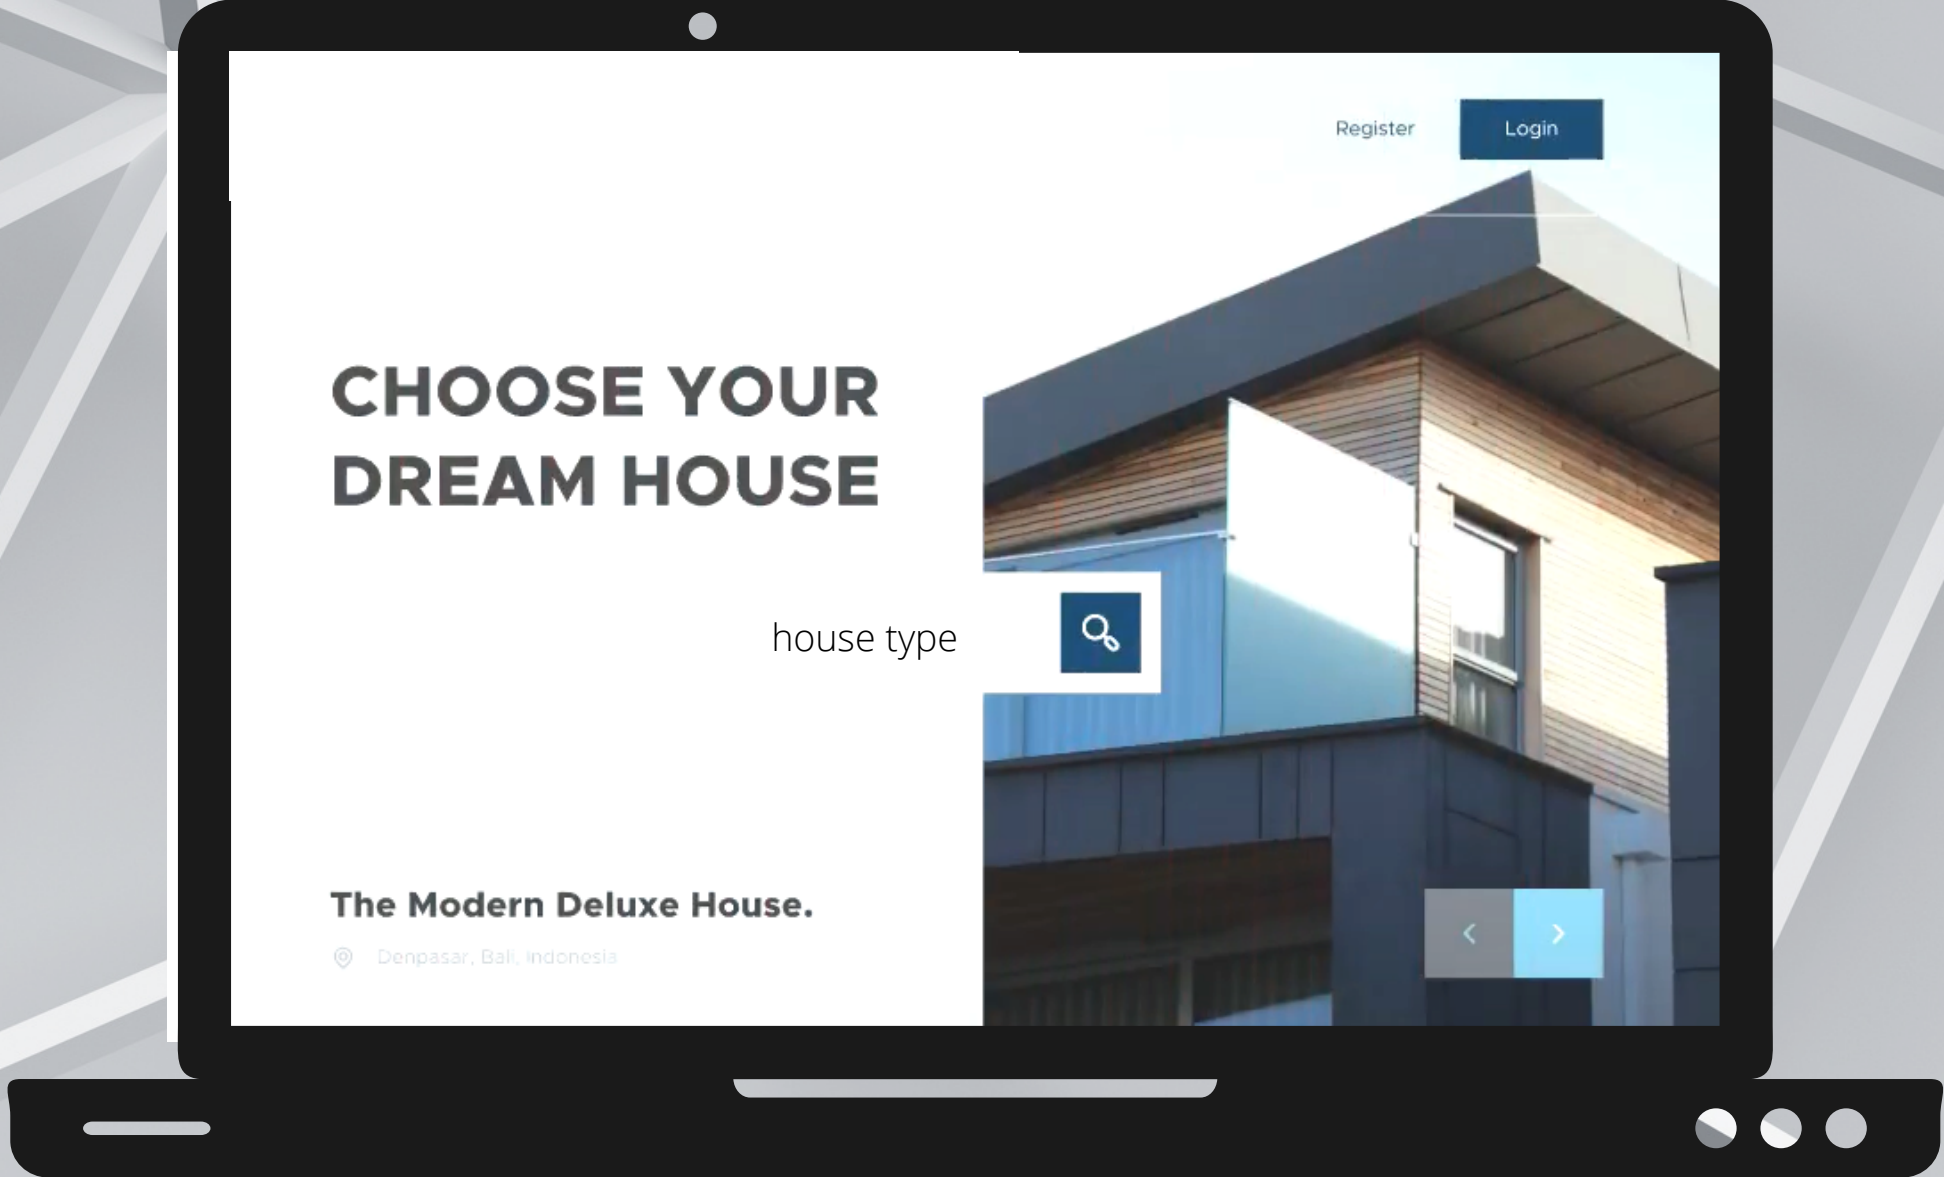 Register
Login
CHOOSE YOUR
DREAM HOUSE
house type
The Modern Deluxe House.
Denpasar, Bali, Indonesia